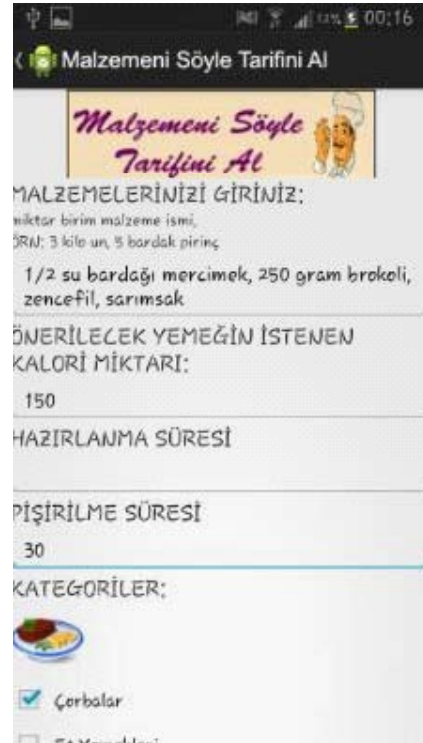 00:16
Malzemeni Söyle Tarifini Al
Malzemeni Söyle
Tarifini Al
MALZEMELERİNİZİ GİRİNİZ:
miktar birim malzeme ismi,
ÖRN: 3 kilo un, 5 bardak pirinç
1/2 su bardağı mercimek, 250 gram brokoli,
zencefil, sarımsak
ÖNERİLECEK YEMEĞİN İSTENEN
KALORİ MİKTARI:
150
HAZIRLANMA SÜRESİ
PİŞİRİLME SÜRESİ
30
KATEGORİLER:
Çorbalar